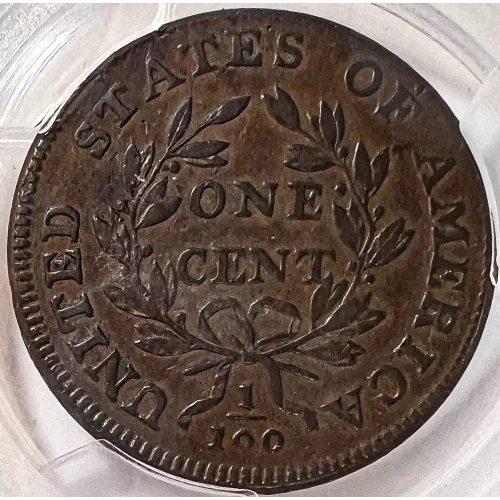 UNITED STATES OF AMERICA
ONE
CENT
1
100